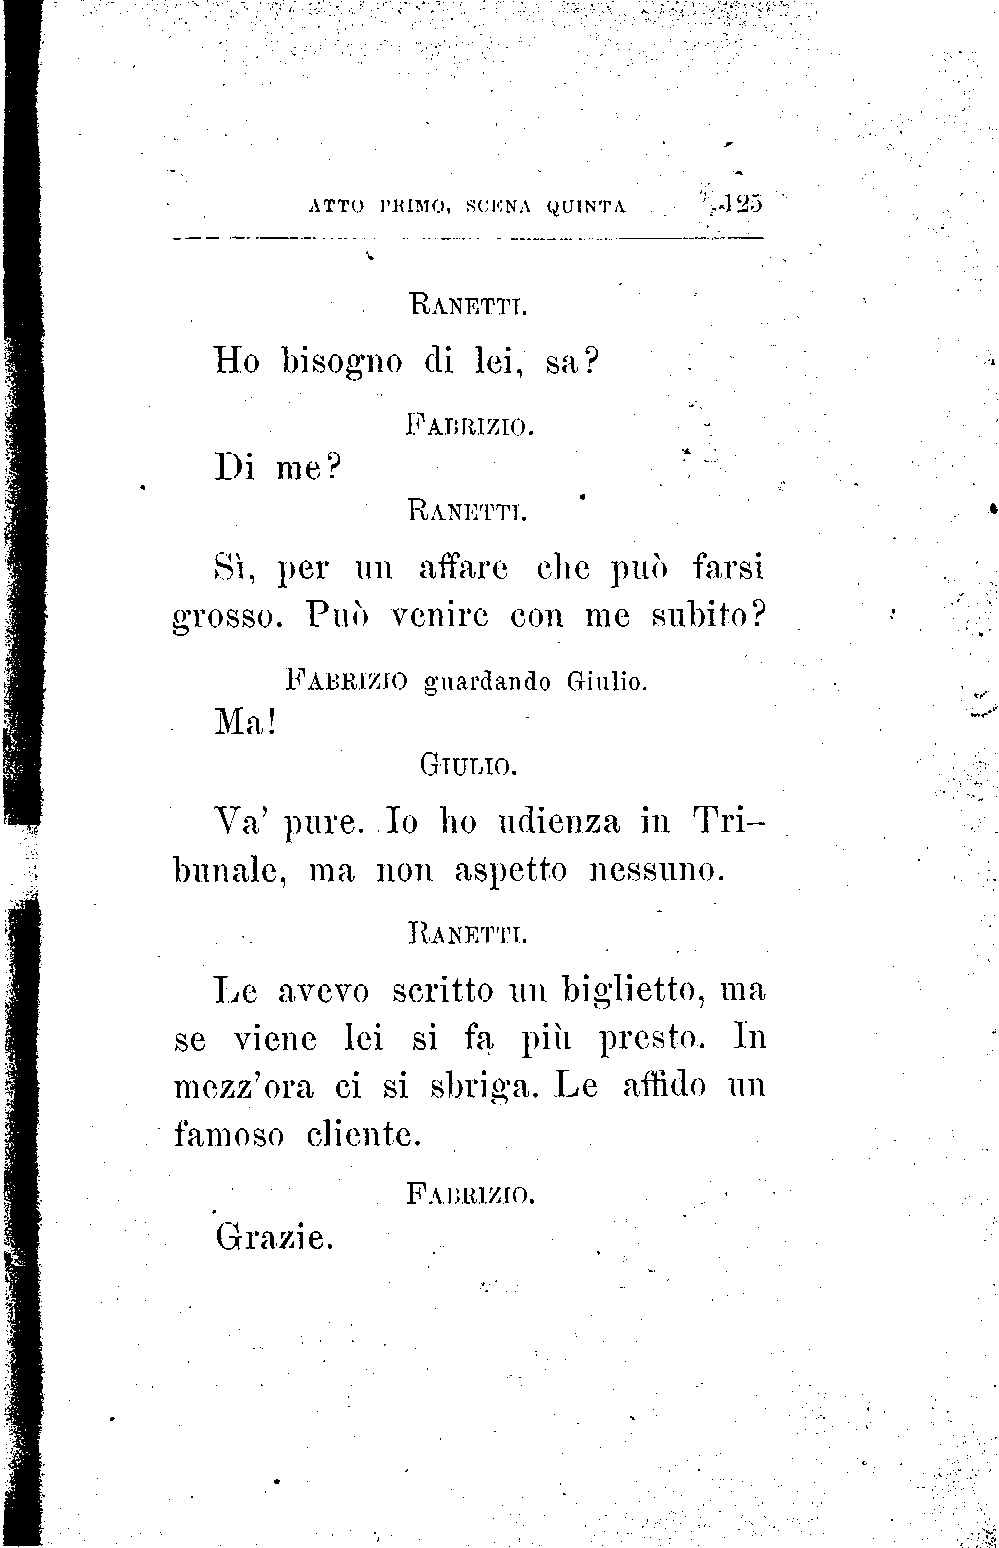 ATTO PRIMO, SCENA QUINTA 125
RANETTI.
Ho bisogno di lei, sa?
FABRIZIO.
Di me?
RANETTI.
Sì, per un affare che può farsi
grosso. Può venire con me subito?
FABRIZIO guardando Giulio.
Ma!
GIULIO.
Va' pure. Io ho udienza in Tri-
bunale, ma non aspetto nessuno.
RANETTI.
Le avevo scritto un biglietto, ma
se viene lei si fa più presto. In
mezz'ora ci si sbriga. Le affido un
famoso cliente.
FABRIZIO.
Grazie.